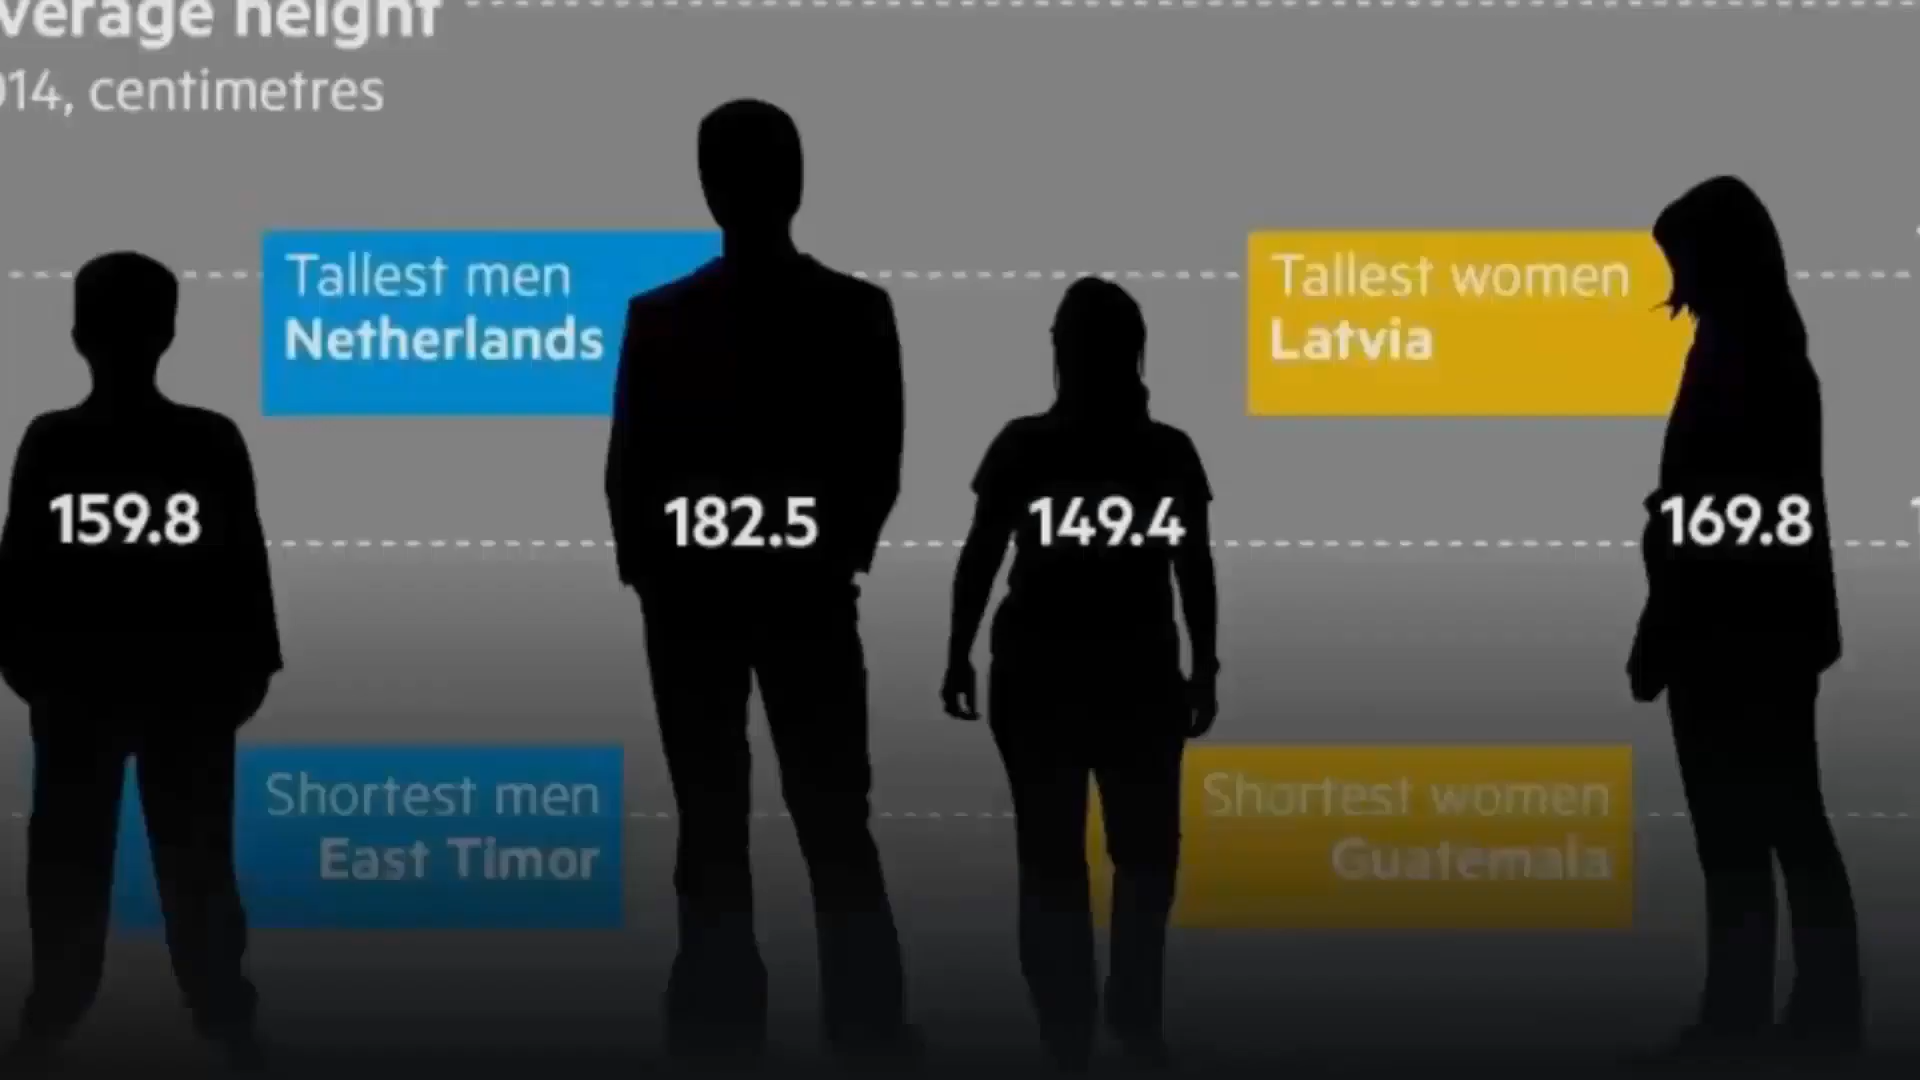 verage height
014, centimetres
Tallest men
Netherlands
Tallest women
Latvia
159.8
182.5
149.4
169.8
Shortest men
East Timor
Shortest women
Guatemala